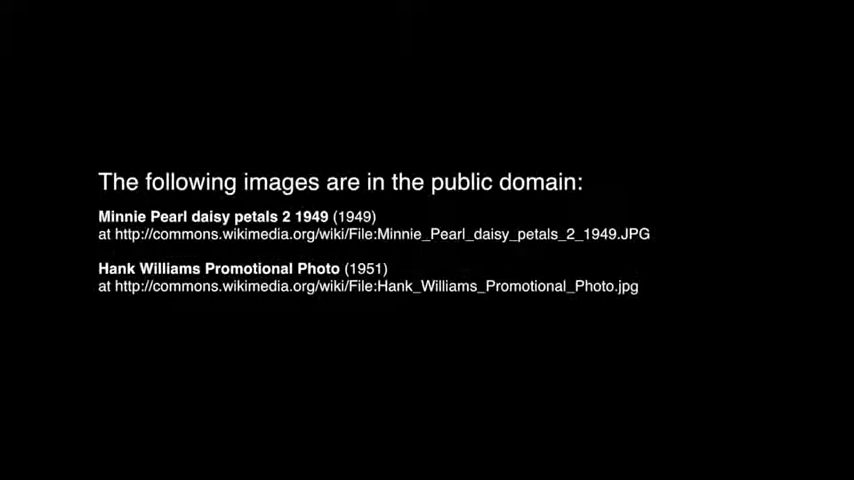 The following images are in the public domain:
Minnie Pearl daisy petals 2 1949 (1949)
at http://commons.wikimedia.org/wiki/File:Minnie_Pearl_daisy_petals_2_1949.JPG
Hank Williams Promotional Photo (1951)
at http://commons.wikimedia.org/wiki/File:Hank_Williams_Promotional_Photo.jpg